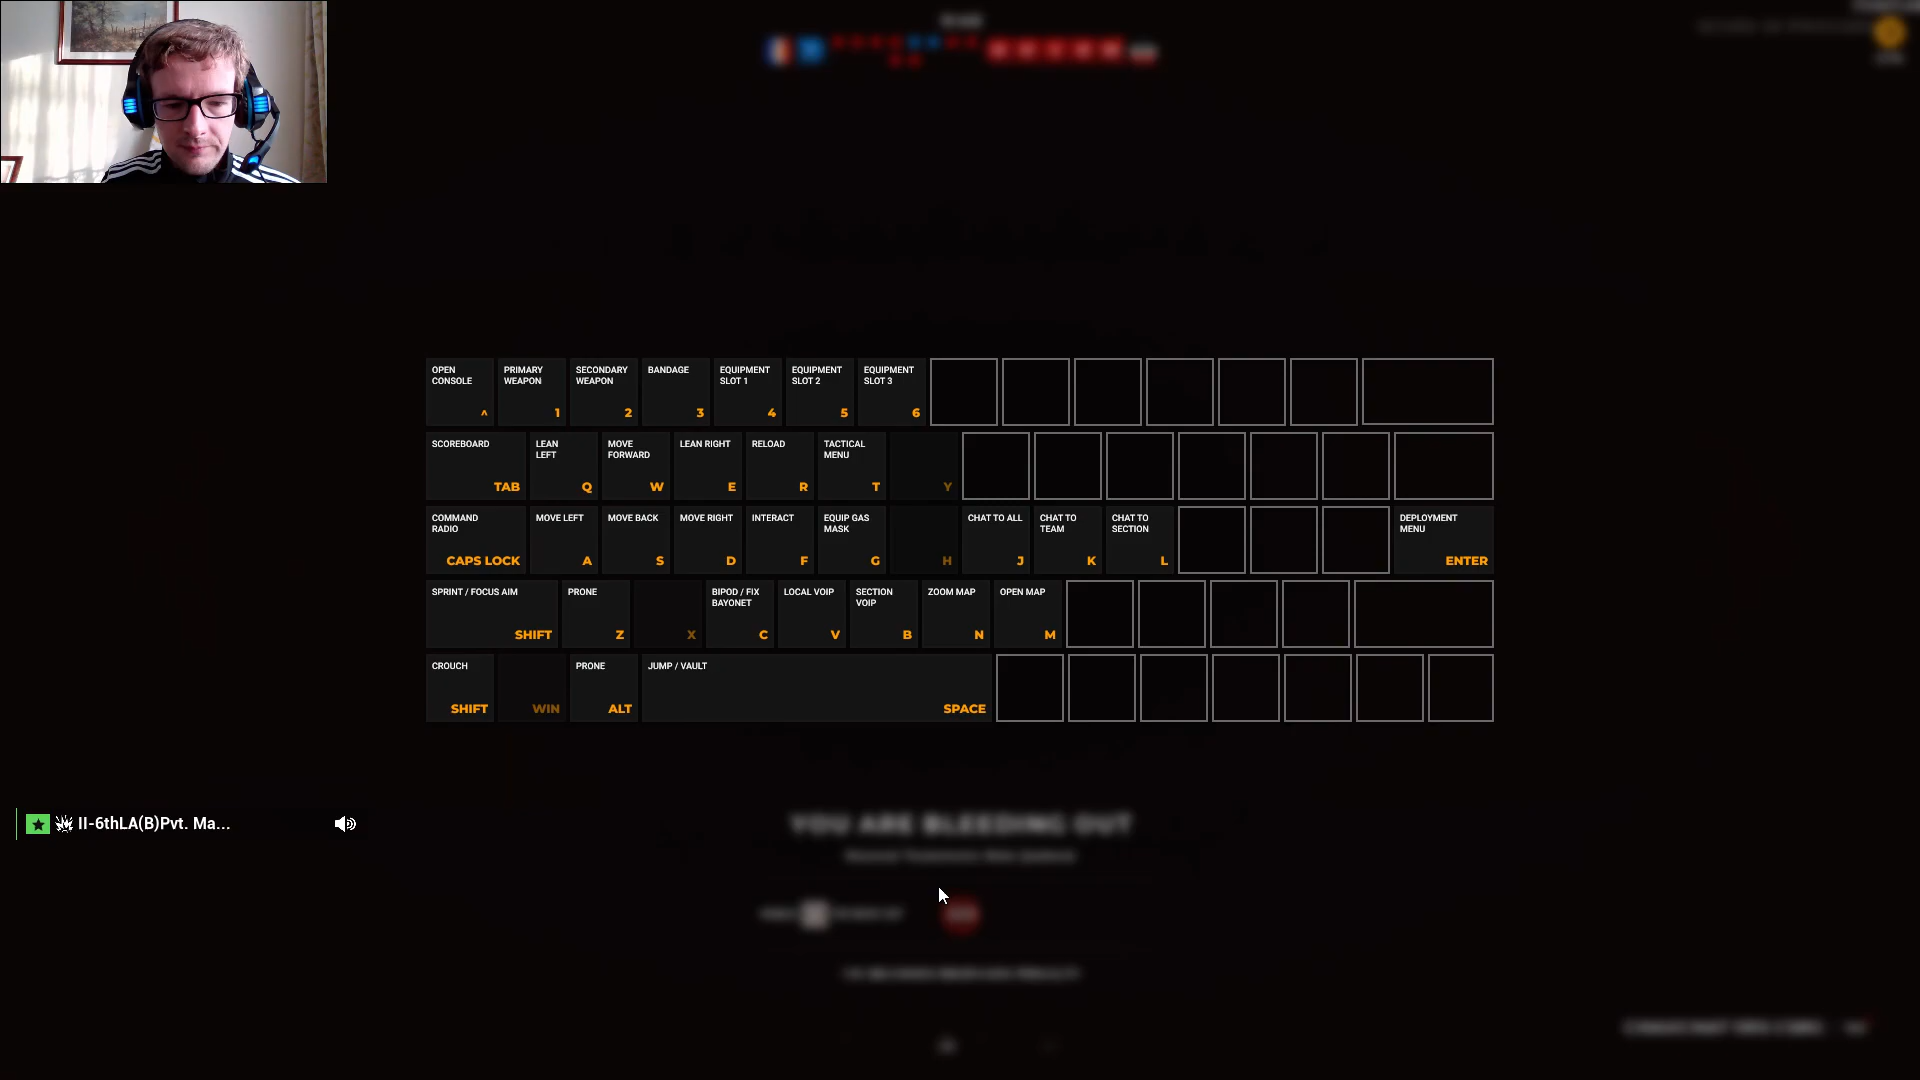 OPEN CONSOLE ^
PRIMARY WEAPON 1
SECONDARY WEAPON 2
BANDAGE 3
EQUIPMENT SLOT 1 4
EQUIPMENT SLOT 2 5
EQUIPMENT SLOT 3 6
SCOREBOARD TAB
LEAN LEFT Q
MOVE FORWARD W
LEAN RIGHT E
RELOAD R
TACTICAL MENU T
Y
COMMAND RADIO CAPS LOCK
MOVE LEFT A
MOVE BACK S
MOVE RIGHT D
INTERACT F
EQUIP GAS MASK G
H
CHAT TO ALL J
CHAT TO TEAM K
CHAT TO SECTION L
DEPLOYMENT MENU ENTER
SPRINT / FOCUS AIM SHIFT
PRONE Z
X
BIPOD / FIX BAYONET C
LOCAL VOIP V
SECTION VOIP B
ZOOM MAP N
OPEN MAP M
CROUCH SHIFT
WIN
PRONE ALT
JUMP / VAULT SPACE
II-6thLA(B)Pvt. Ma...
YOU ARE BLEEDING OUT